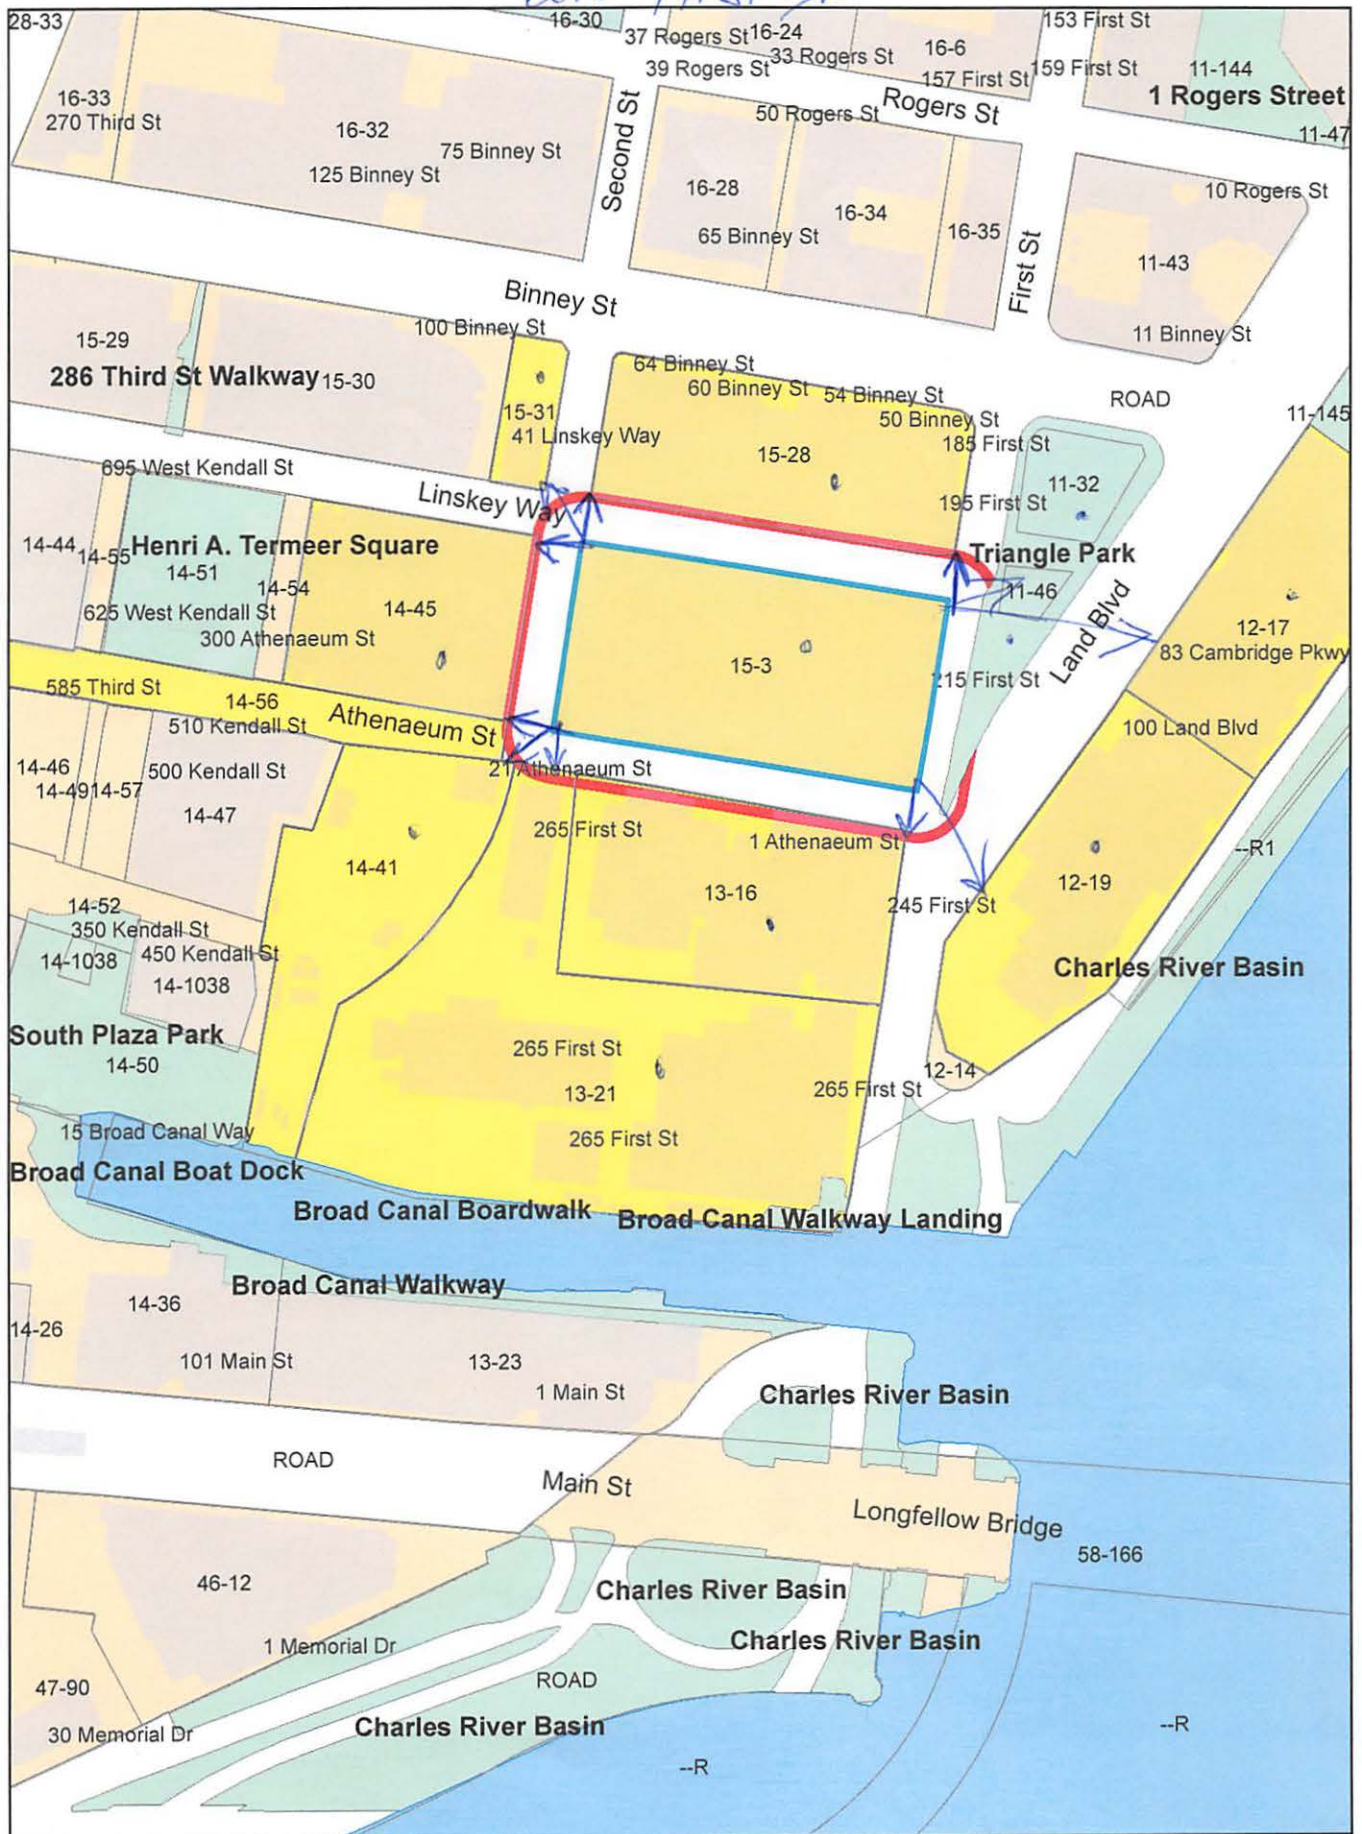 First St
28-33
16-30
153 First St
37 Rogers St
16-24
33 Rogers St
16-6
39 Rogers St
157 First St
159 First St
11-144
1 Rogers Street
16-33
270 Third St
16-32
75 Binney St
125 Binney St
Second St
50 Rogers St
Rogers St
11-47
16-28
16-34
16-35
65 Binney St
First St
10 Rogers St
11-43
11 Binney St
Binney St
100 Binney St
15-29
286 Third St Walkway
15-30
64 Binney St
60 Binney St
54 Binney St
50 Binney St
ROAD
11-145
15-31
41 Linskey Way
15-28
185 First St
195 First St
11-32
695 West Kendall St
Linskey Way
14-44
14-55
Henri A. Termeer Square
14-51
14-54
625 West Kendall St
300 Athenaeum St
14-45
Triangle Park
11-46
Land Blvd
12-17
83 Cambridge Pkwy
15-3
215 First St
585 Third St
14-56
510 Kendall St
Athenaeum St
100 Land Blvd
14-46
14-49
14-57
500 Kendall St
14-47
21 Athenaeum St
265 First St
1 Athenaeum St
14-41
13-16
245 First St
12-19
--R1
14-52
350 Kendall St
14-1038
450 Kendall St
14-1038
Charles River Basin
South Plaza Park
14-50
265 First St
13-21
265 First St
265 First St
12-14
15 Broad Canal Way
Broad Canal Boat Dock
Broad Canal Boardwalk
Broad Canal Walkway Landing
Broad Canal Walkway
14-36
14-26
101 Main St
13-23
1 Main St
Charles River Basin
ROAD
Main St
Longfellow Bridge
58-166
46-12
Charles River Basin
1 Memorial Dr
Charles River Basin
47-90
ROAD
30 Memorial Dr
Charles River Basin
--R
--R